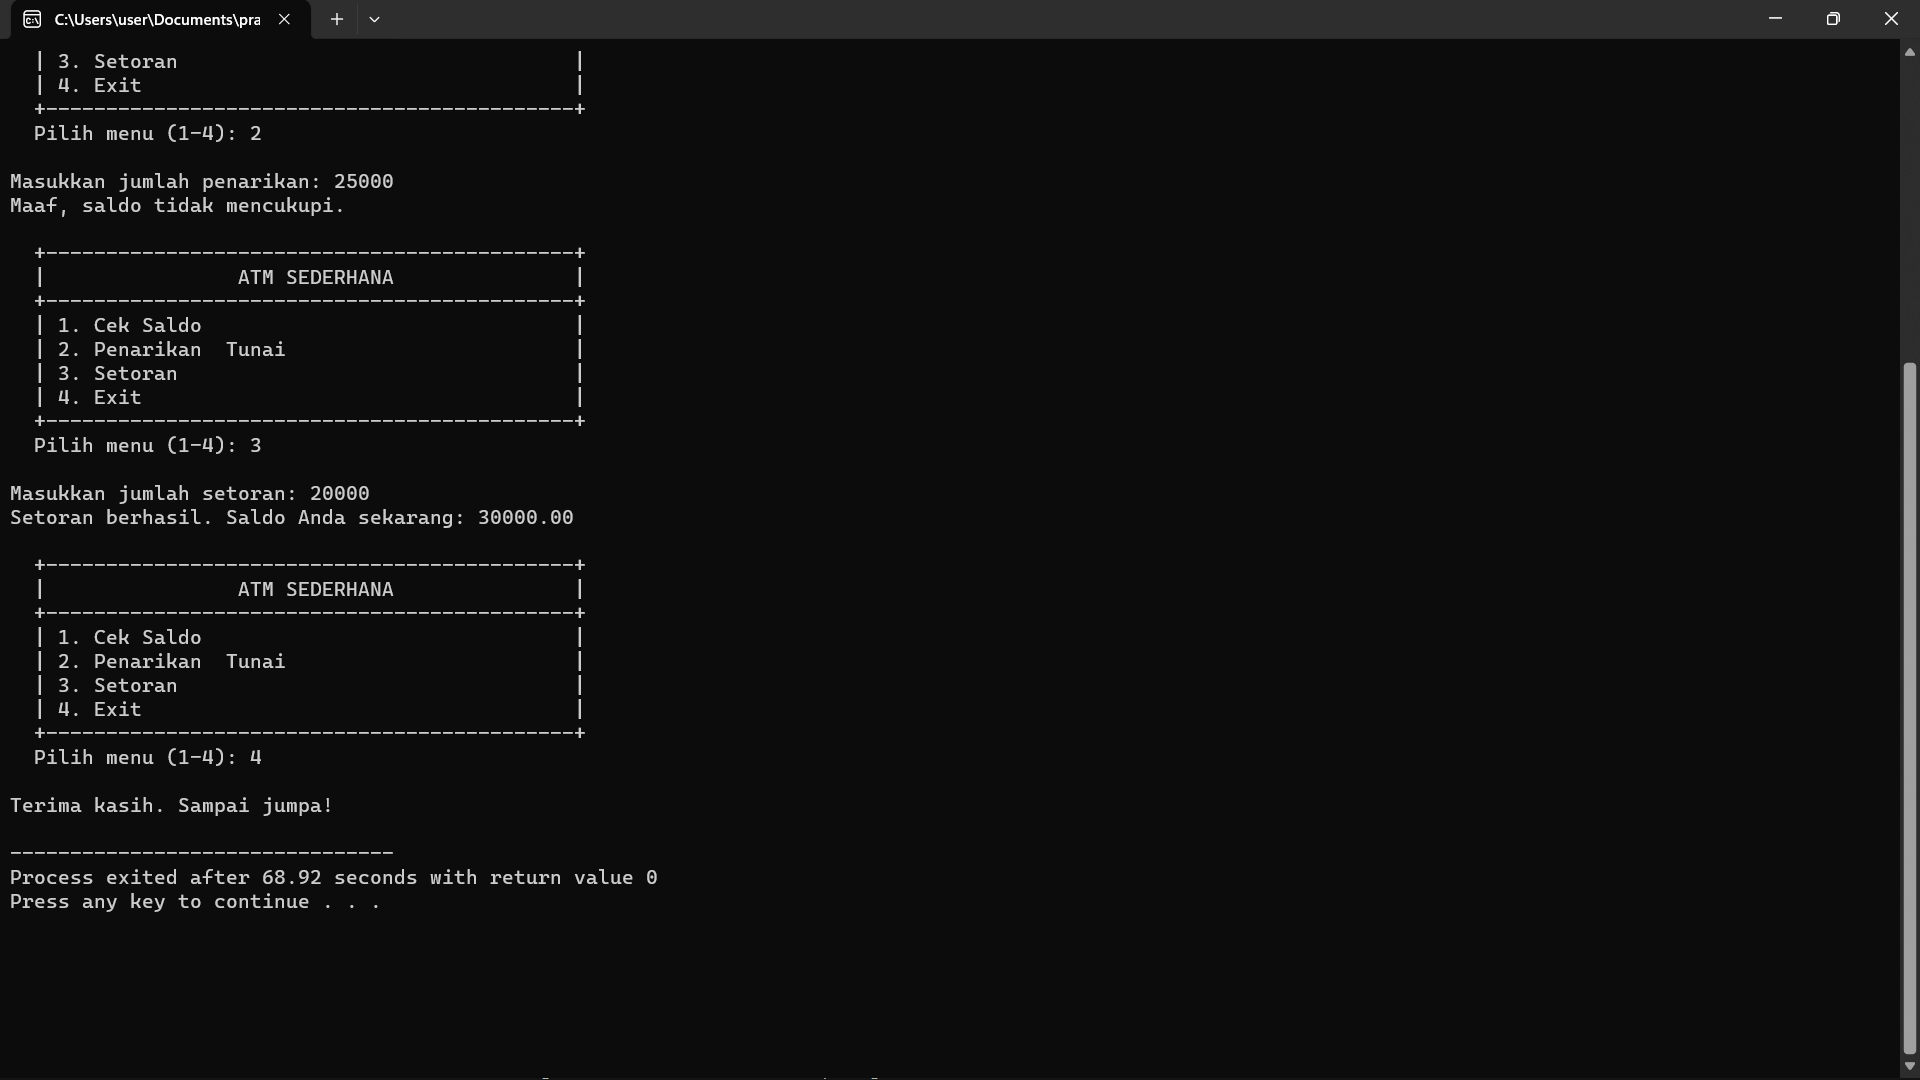 C:\Users\user\Documents\pra
| 3. Setoran                                 |
| 4. Exit                                    |
+--------------------------------------------+
Pilih menu (1-4): 2
Masukkan jumlah penarikan: 25000
Maaf, saldo tidak mencukupi.
+--------------------------------------------+
|                ATM SEDERHANA               |
+--------------------------------------------+
| 1. Cek Saldo                               |
| 2. Penarikan  Tunai                        |
| 3. Setoran                                 |
| 4. Exit                                    |
+--------------------------------------------+
Pilih menu (1-4): 3
Masukkan jumlah setoran: 20000
Setoran berhasil. Saldo Anda sekarang: 30000.00
+--------------------------------------------+
|                ATM SEDERHANA               |
+--------------------------------------------+
| 1. Cek Saldo                               |
| 2. Penarikan  Tunai                        |
| 3. Setoran                                 |
| 4. Exit                                    |
+--------------------------------------------+
Pilih menu (1-4): 4
Terima kasih. Sampai jumpa!
--------------------------------
Process exited after 68.92 seconds with return value 0
Press any key to continue . . .